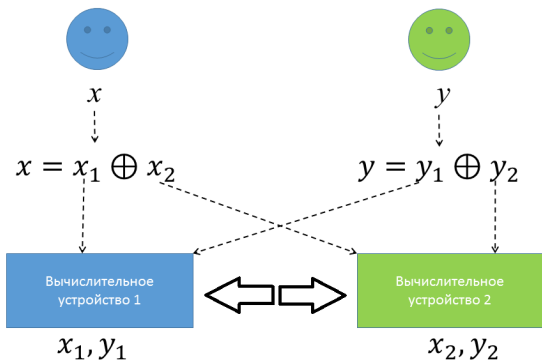 x
y
x = x₁ ⊕ x₂
y = y₁ ⊕ y₂
Вычислительное
устройство 1
Вычислительное
устройство 2
x₁, y₁
x₂, y₂